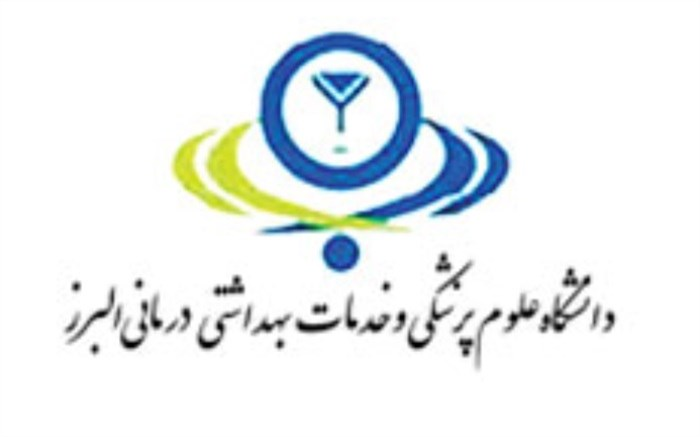 دانشگاه علوم پزشکی و خدمات بهداشتی درمانی البرز